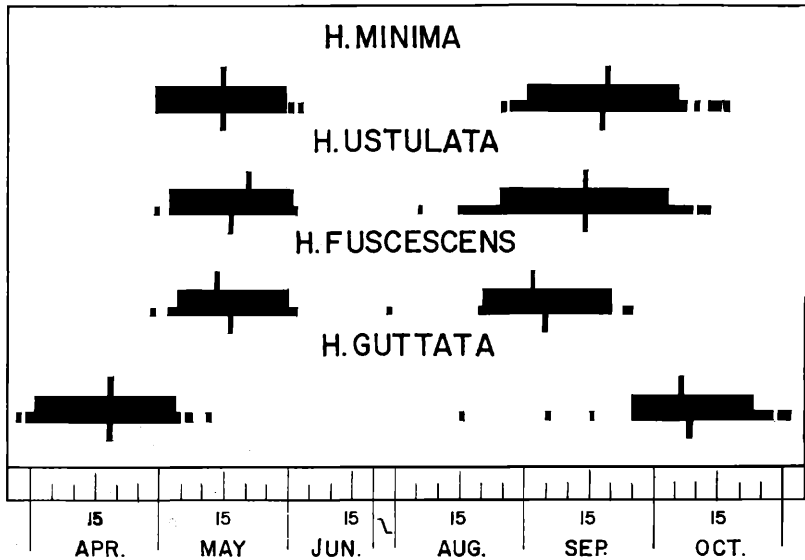 H. MINIMA
H. USTULATA
H. FUSCESCENS
H. GUTTATA
15 15 15 15 15 15
APR. MAY JUN. AUG. SEP. OCT.